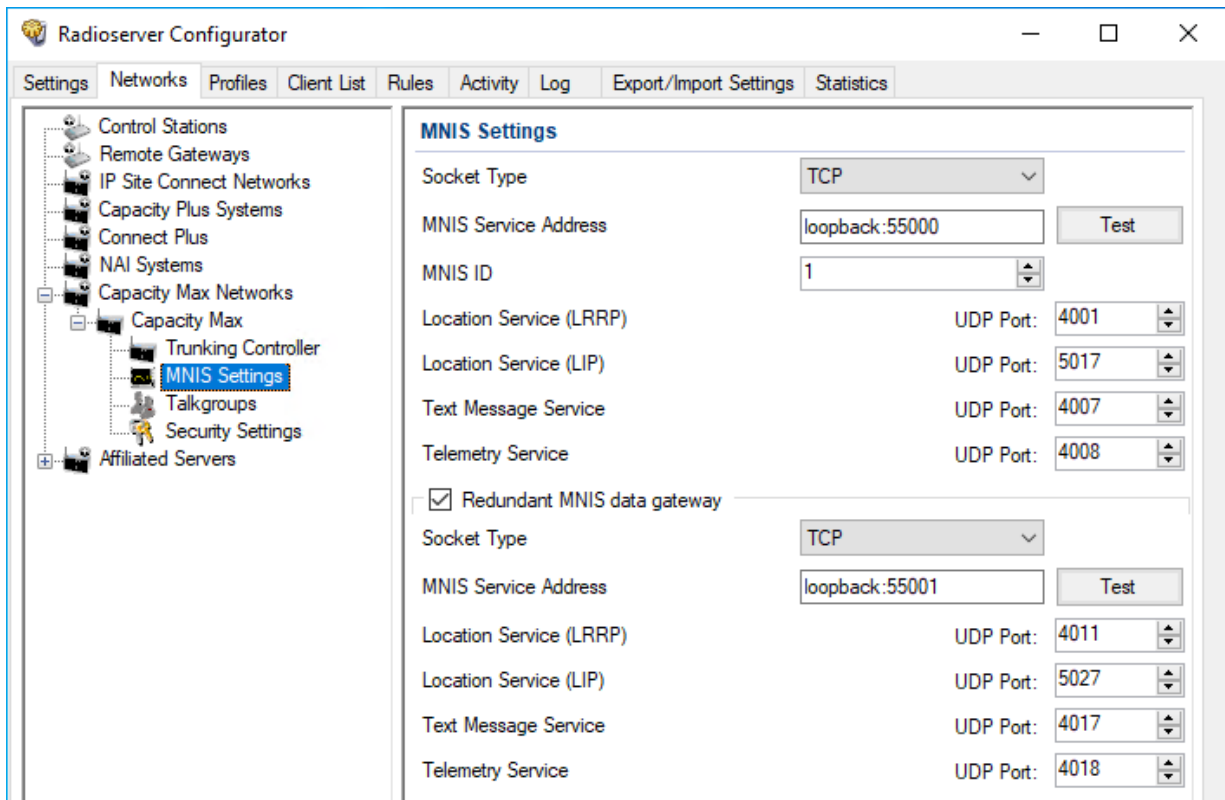 Radioserver Configurator
Settings Networks Profiles Client List Rules Activity Log Export/Import Settings Statistics
Control Stations
Remote Gateways
IP Site Connect Networks
Capacity Plus Systems
Connect Plus
NAI Systems
Capacity Max Networks
Capacity Max
Trunking Controller
MNIS Settings
Talkgroups
Security Settings
Affiliated Servers
MNIS Settings
Socket Type TCP
MNIS Service Address loopback:55000 Test
MNIS ID 1
Location Service (LRRP) UDP Port: 4001
Location Service (LIP) UDP Port: 5017
Text Message Service UDP Port: 4007
Telemetry Service UDP Port: 4008
Redundant MNIS data gateway
Socket Type TCP
MNIS Service Address loopback:55001 Test
Location Service (LRRP) UDP Port: 4011
Location Service (LIP) UDP Port: 5027
Text Message Service UDP Port: 4017
Telemetry Service UDP Port: 4018